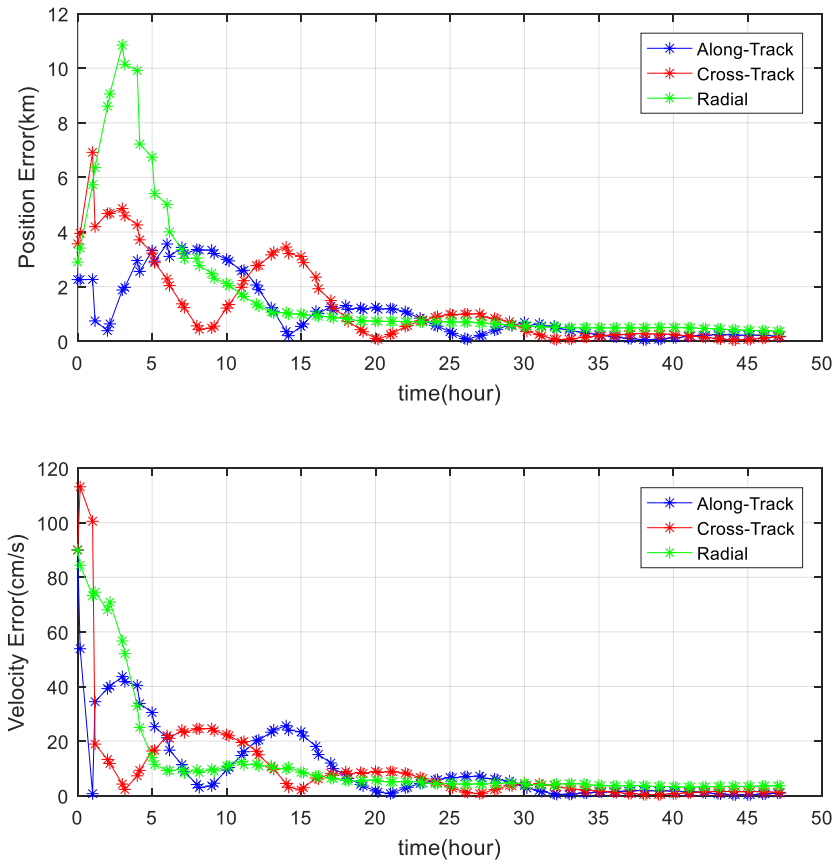 12
10
8
6
4
2
0
Position Error(km)
Along-Track
Cross-Track
Radial
0 5 10 15 20 25 30 35 40 45 50
time(hour)
120
100
80
60
40
20
0
Velocity Error(cm/s)
Along-Track
Cross-Track
Radial
0 5 10 15 20 25 30 35 40 45 50
time(hour)